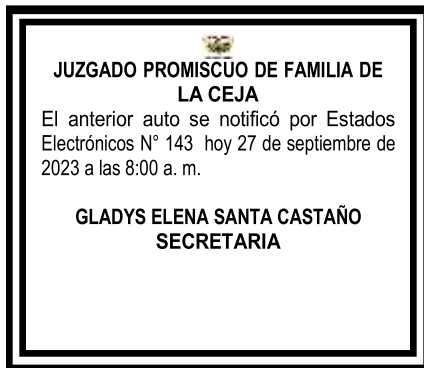 JUZGADO PROMISCUO DE FAMILIA DE
LA CEJA
El anterior auto se notificó por Estados
Electrónicos N° 143 hoy 27 de septiembre de
2023 a las 8:00 a. m.
GLADYS ELENA SANTA CASTAÑO
SECRETARIA